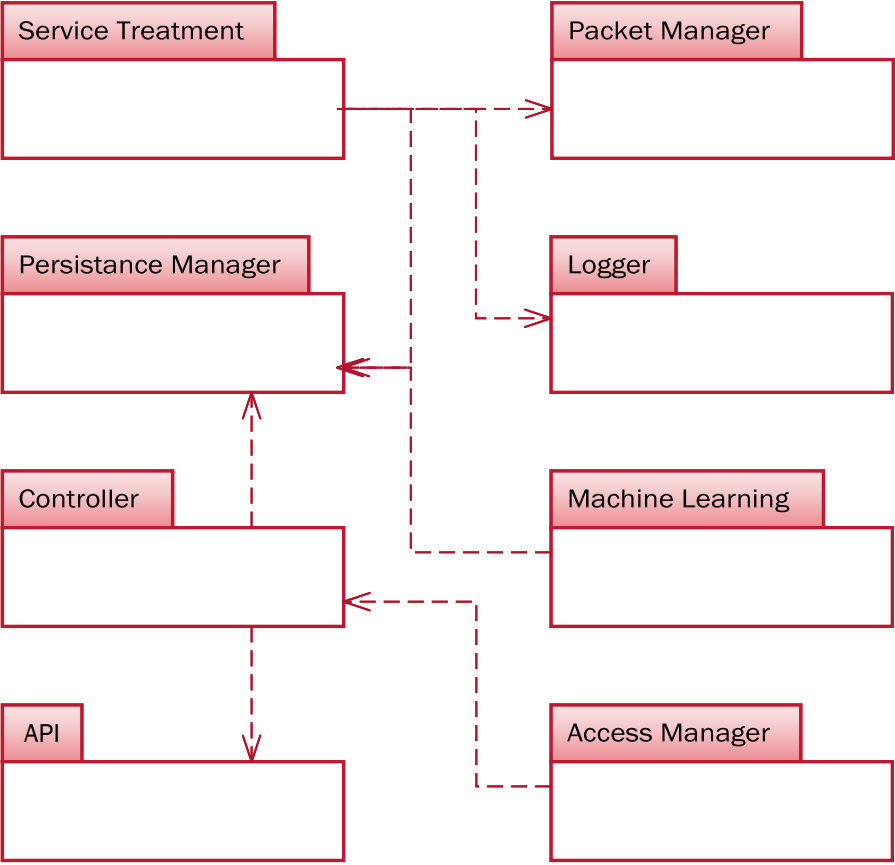 Service Treatment
Packet Manager
Persistance Manager
Logger
Controller
Machine Learning
API
Access Manager